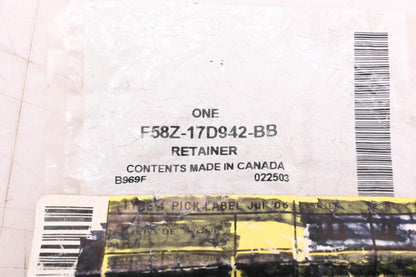 ONE
F58Z-17D942-BB
RETAINER
CONTENTS MADE IN CANADA
B969F 022503
PICK LABEL